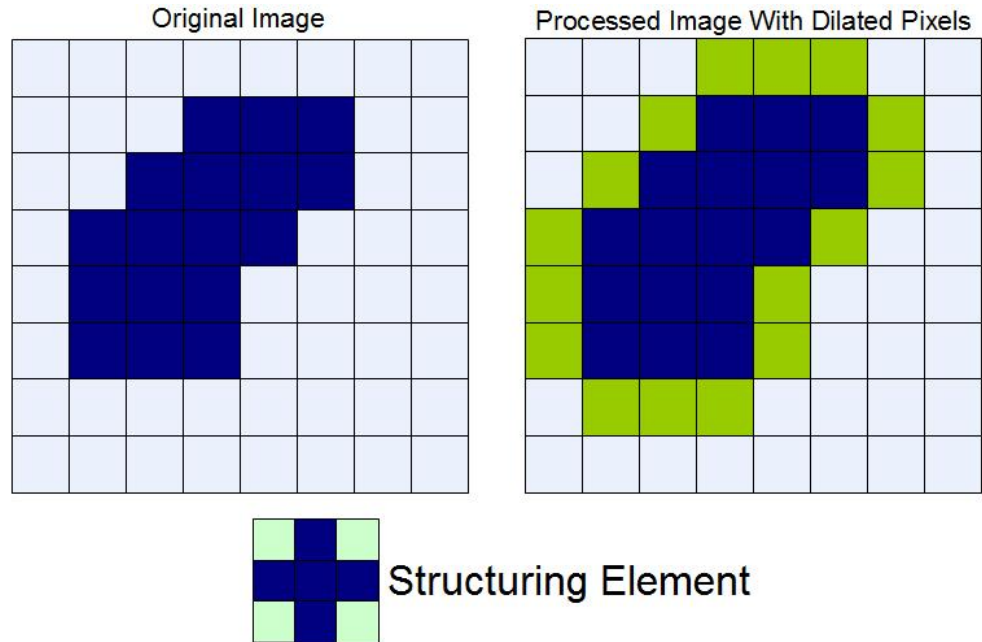 Original Image
Processed Image With Dilated Pixels
Structuring Element